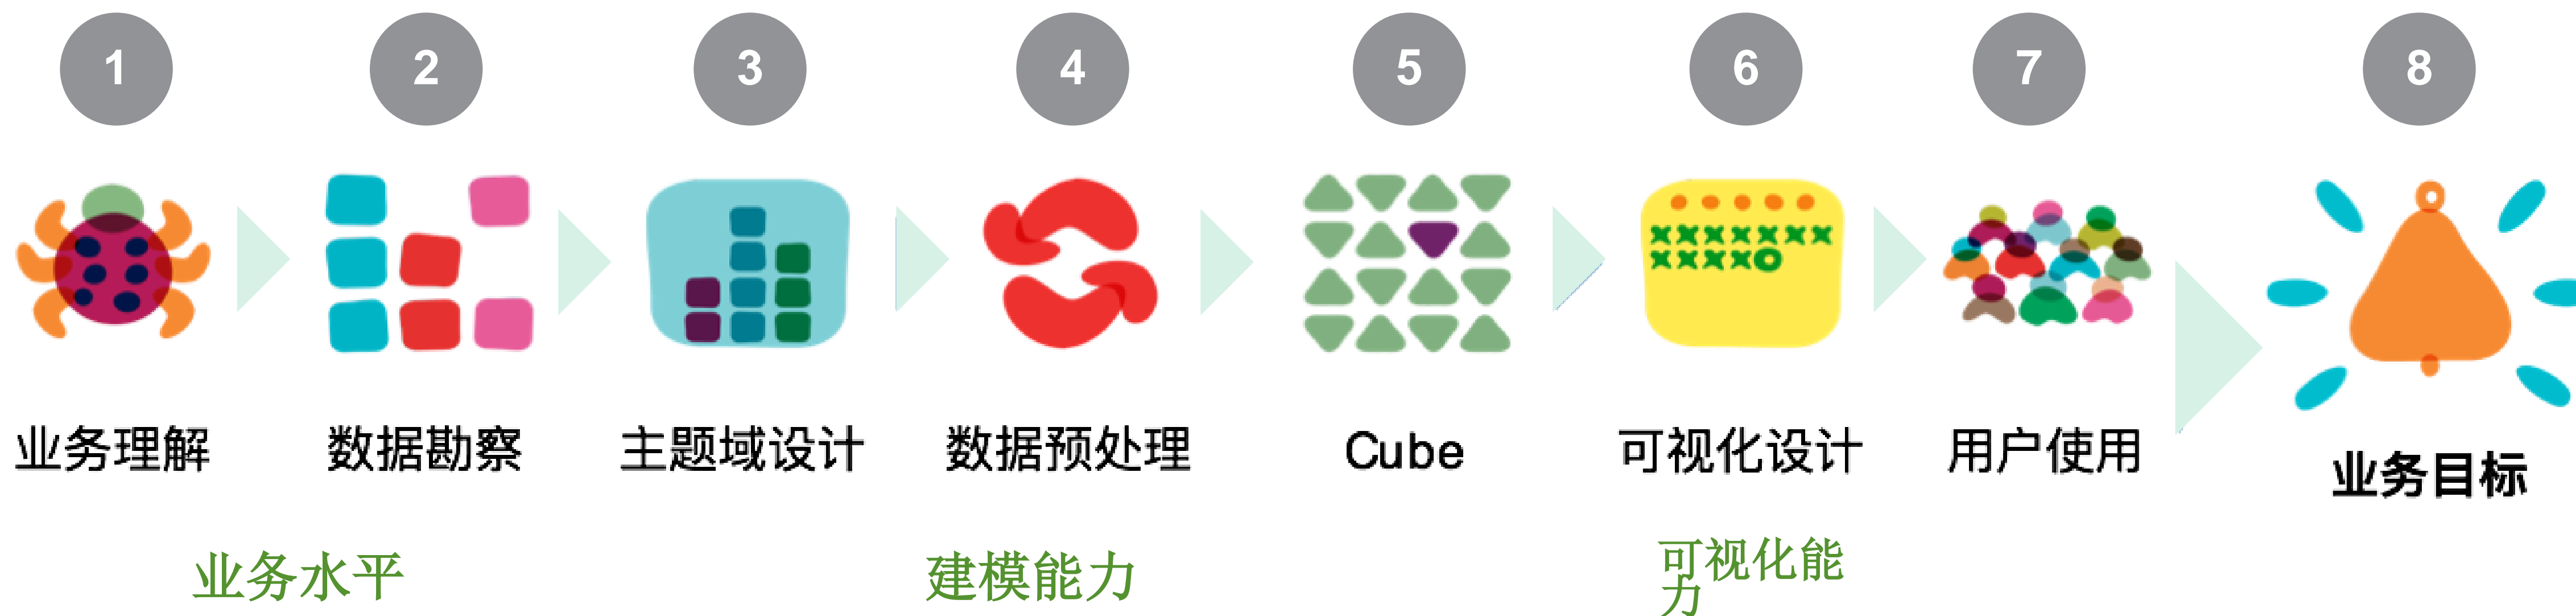 1
2
3
4
5
6
7
8
业务理解
数据勘察
主题域设计
数据预处理
Cube
可视化设计
用户使用
业务目标
业务水平
建模能力
可视化能
力